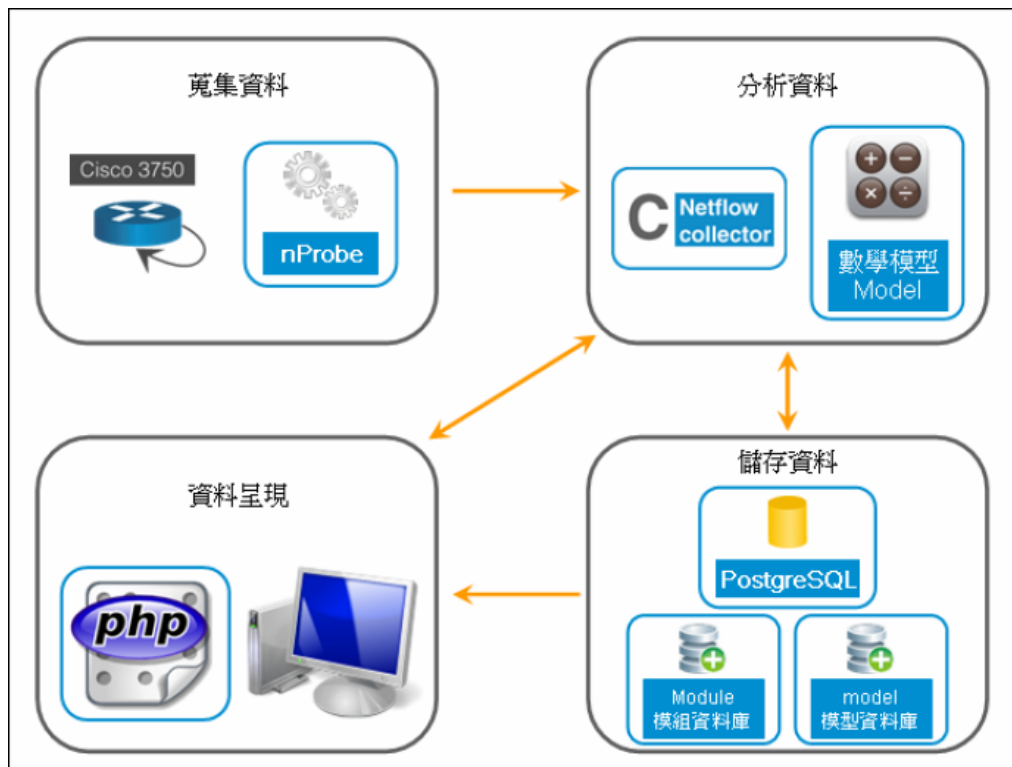 蒐集資料
Cisco 3750
nProbe
分析資料
C Netflow
collector
數學模型
Model
資料呈現
php
儲存資料
PostgreSQL
Module
模組資料庫
model
模型資料庫